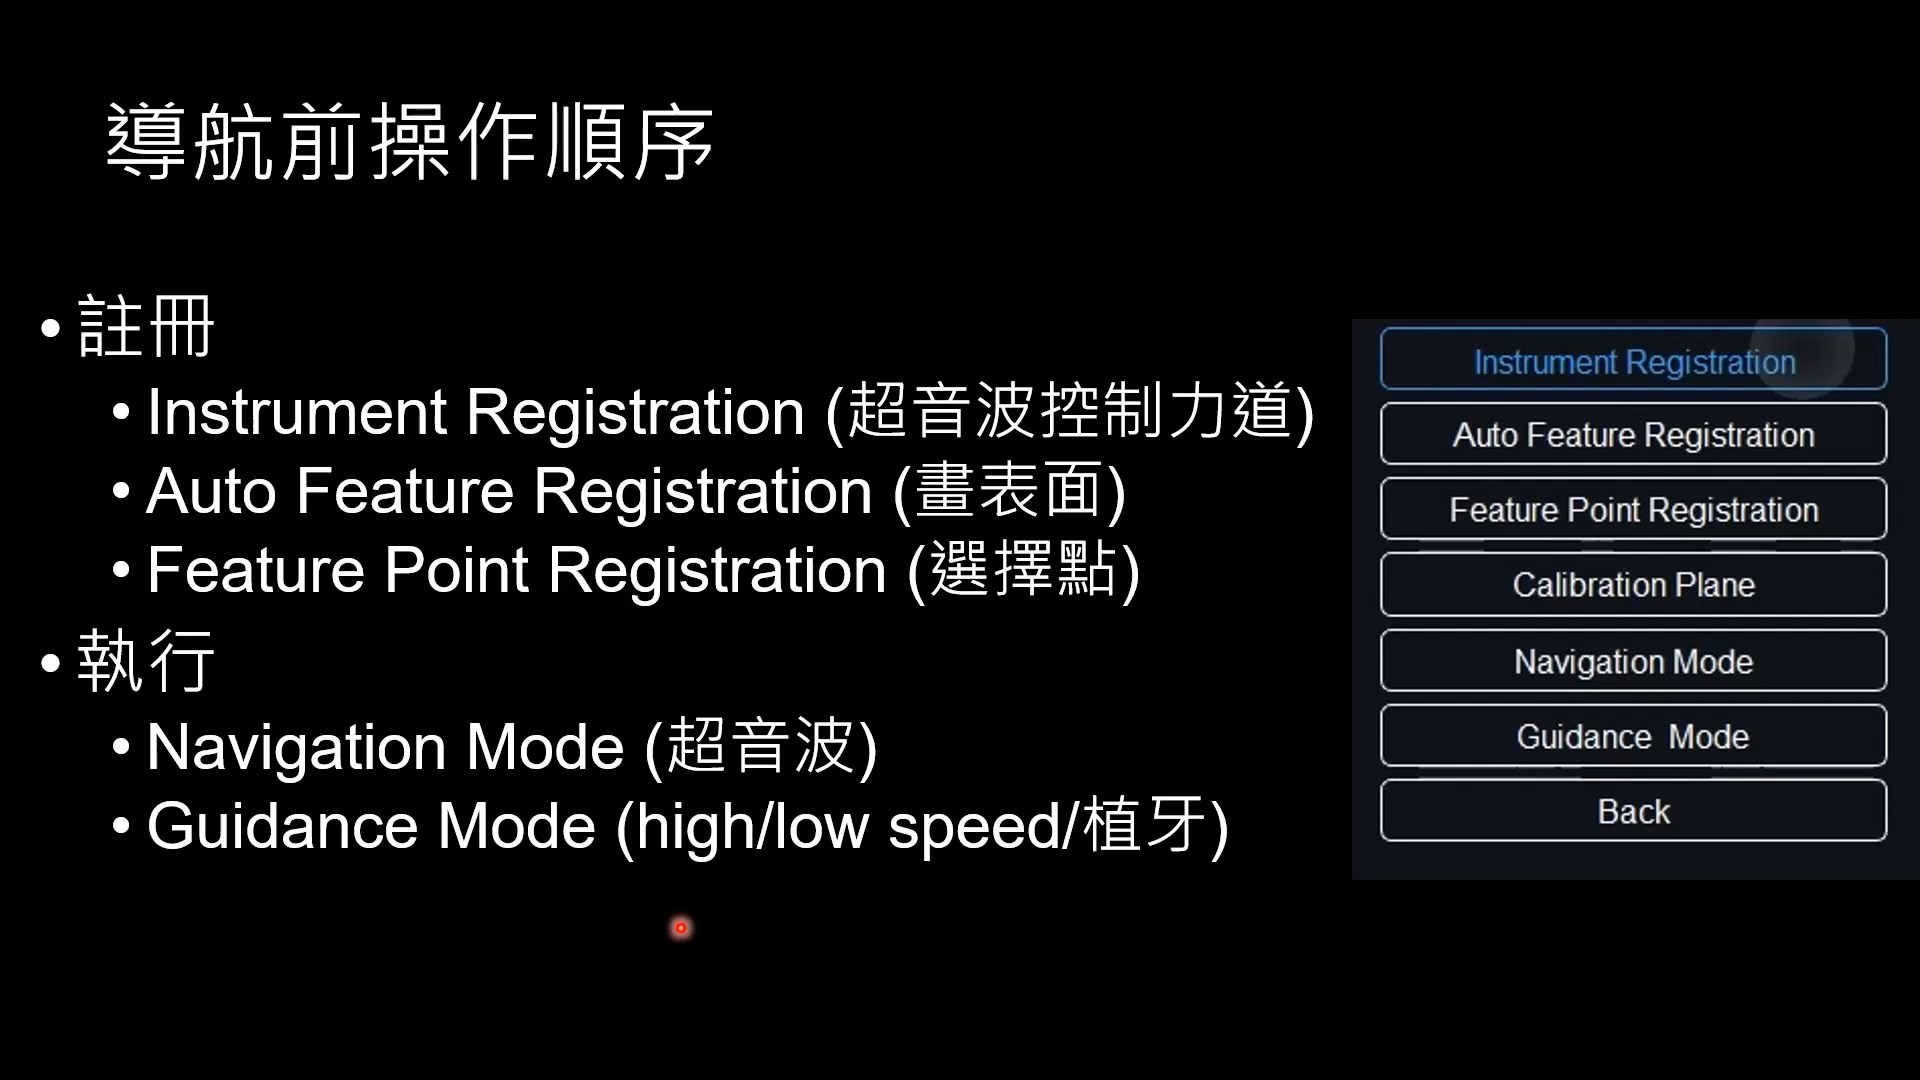 導航前操作順序
• 註冊
• Instrument Registration (超音波控制力道)
• Auto Feature Registration (畫表面)
• Feature Point Registration (選擇點)
• 執行
• Navigation Mode (超音波)
• Guidance Mode (high/low speed/植牙)
Instrument Registration
Auto Feature Registration
Feature Point Registration
Calibration Plane
Navigation Mode
Guidance Mode
Back